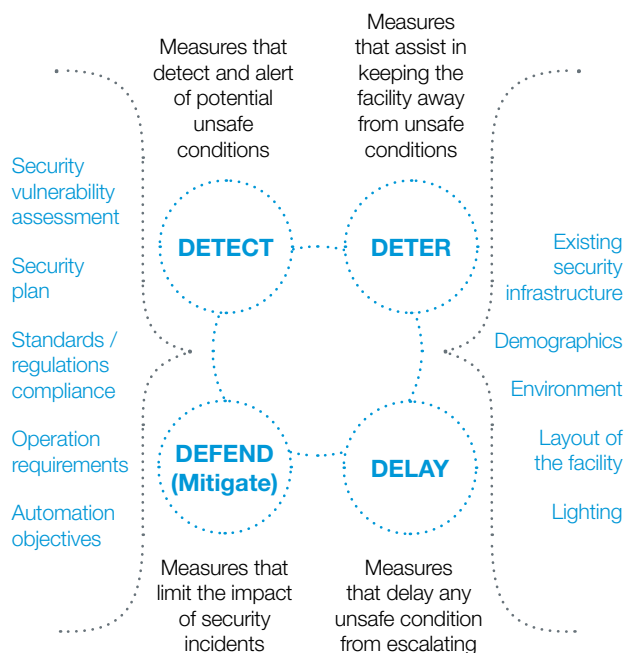 Measures that
detect and alert
of potential
unsafe
conditions
Measures
that assist in
keeping the
facility away
from unsafe
conditions
Security
vulnerability
assessment
Security
plan
Standards /
regulations
compliance
Operation
requirements
Automation
objectives
DETECT
DETER
DEFEND
(Mitigate)
DELAY
Existing
security
infrastructure
Demographics
Environment
Layout of
the facility
Lighting
Measures that
limit the impact
of security
incidents
Measures
that delay any
unsafe condition
from escalating